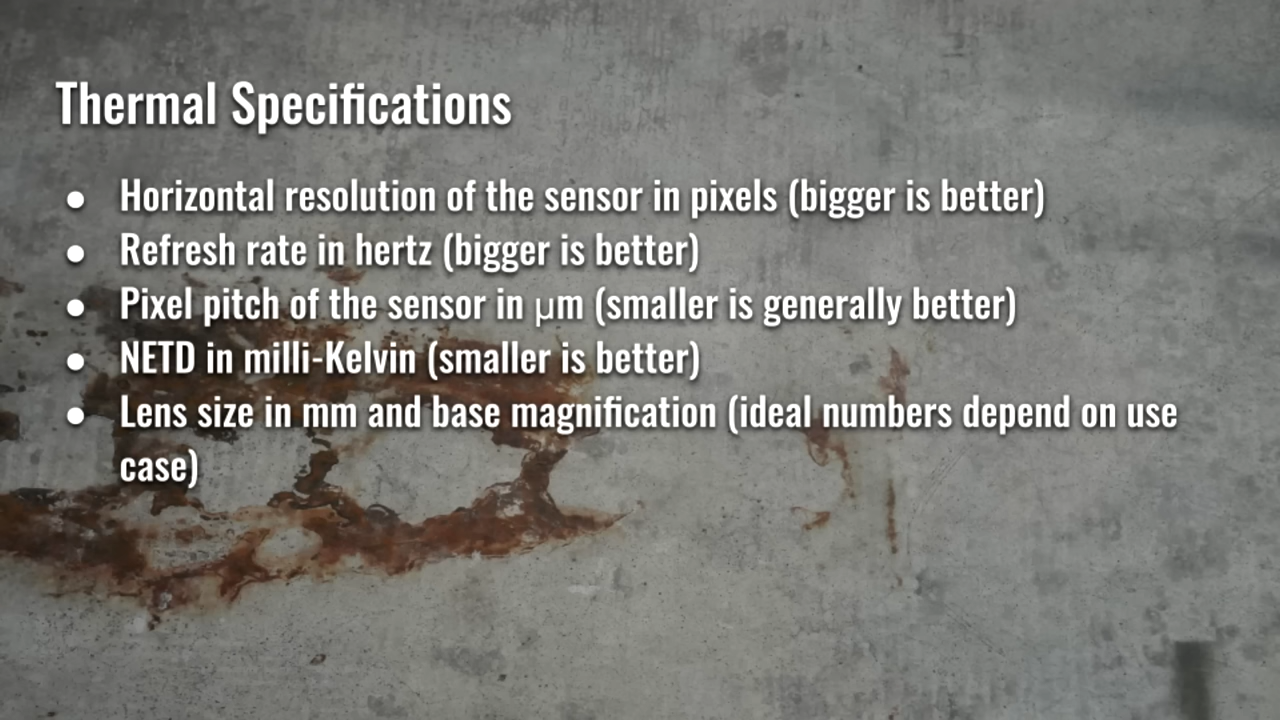 Thermal Specifications
● Horizontal resolution of the sensor in pixels (bigger is better)
● Refresh rate in hertz (bigger is better)
● Pixel pitch of the sensor in µm (smaller is generally better)
● NETD in milli-Kelvin (smaller is better)
● Lens size in mm and base magnification (ideal numbers depend on use
case)